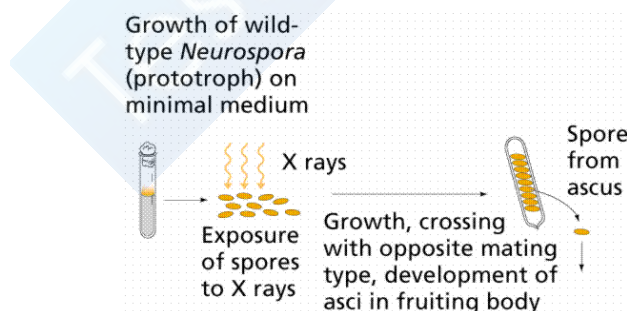 Growth of wild-
type Neurospora
(prototroph) on
minimal medium
X rays
Exposure
of spores
to X rays
Growth, crossing
with opposite mating
type, development of
asci in fruiting body
Spore
from
ascus